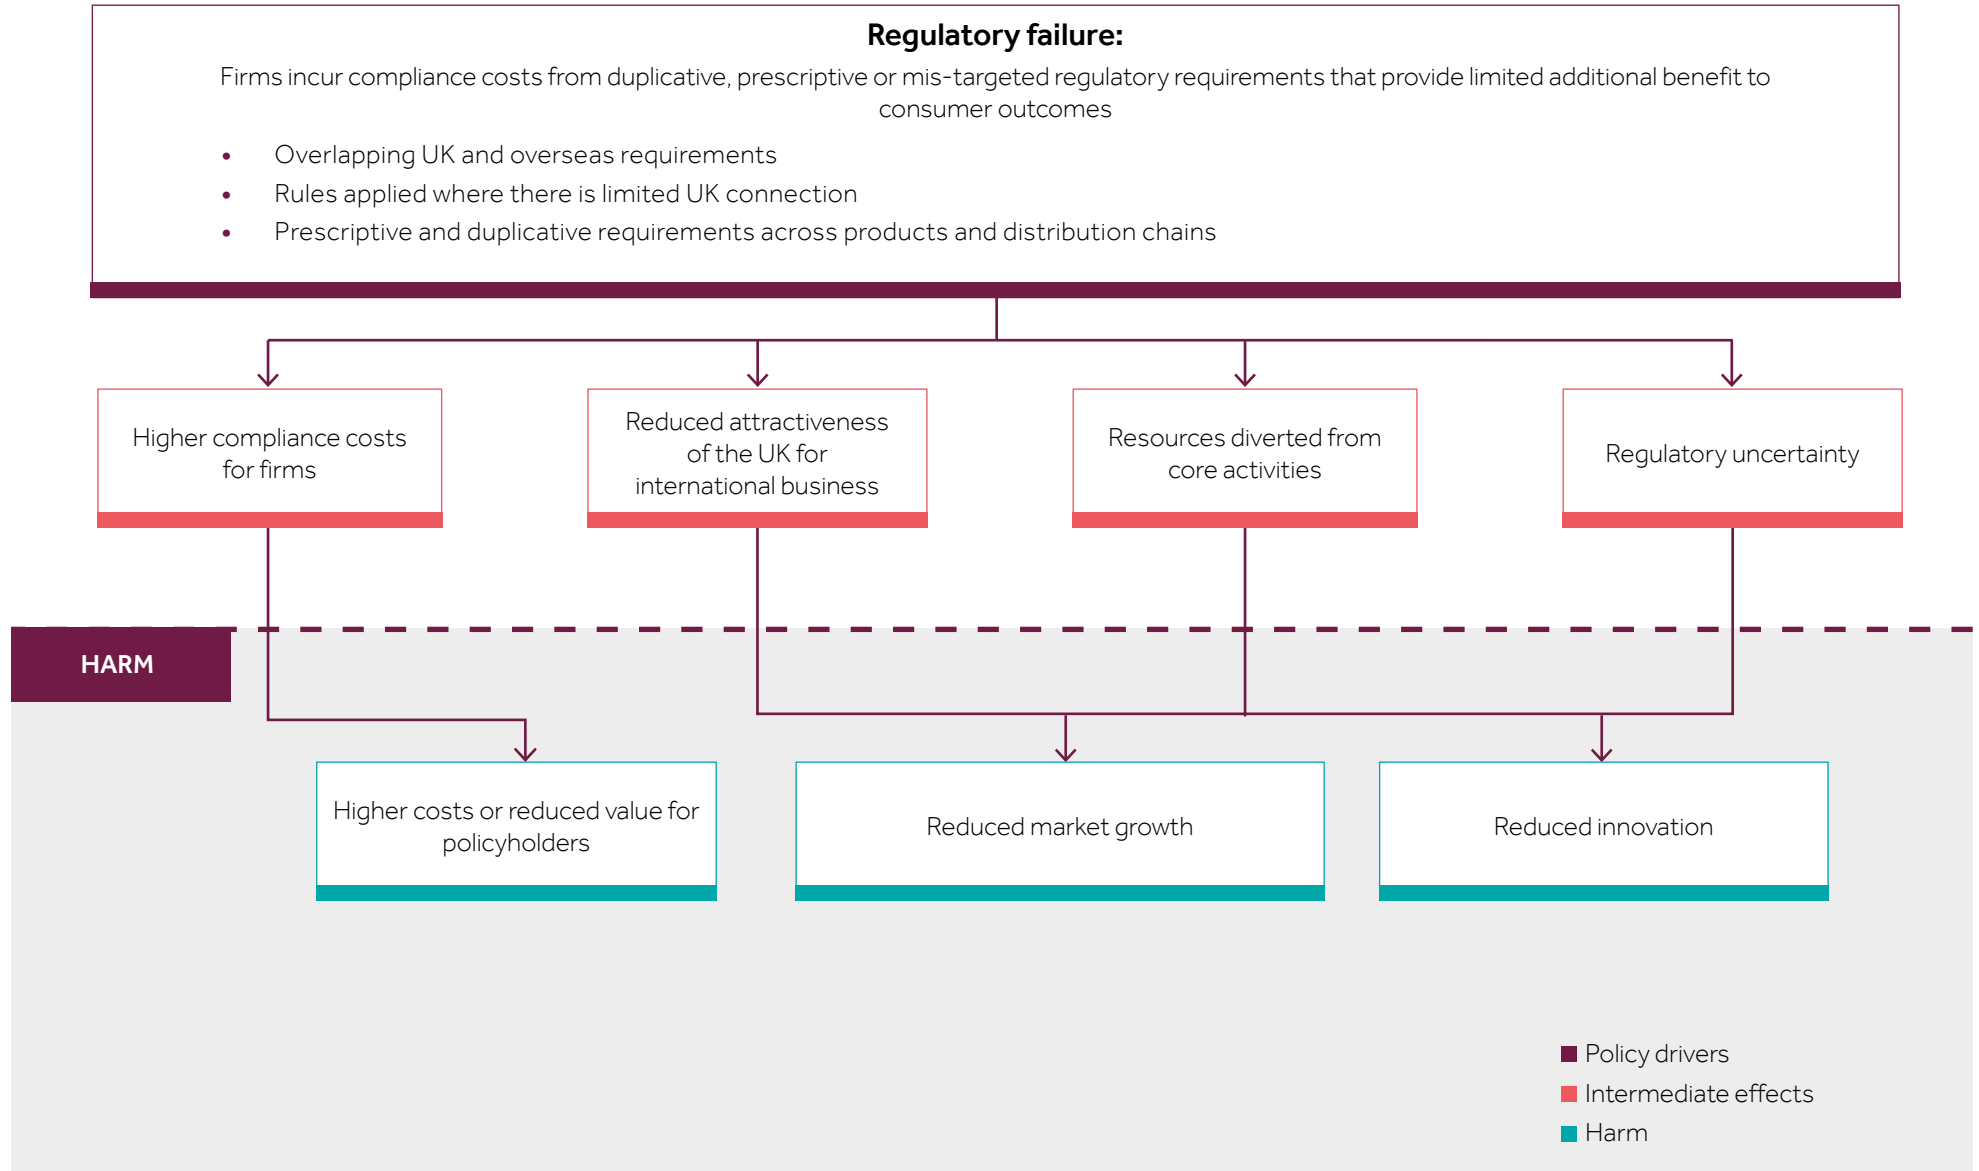 Regulatory failure:
Firms incur compliance costs from duplicative, prescriptive or mis-targeted regulatory requirements that provide limited additional benefit to
consumer outcomes
• Overlapping UK and overseas requirements
• Rules applied where there is limited UK connection
• Prescriptive and duplicative requirements across products and distribution chains
Higher compliance costs
for firms
Reduced attractiveness
of the UK for
international business
Resources diverted from
core activities
Regulatory uncertainty
HARM
Higher costs or reduced value for
policyholders
Reduced market growth
Reduced innovation
Policy drivers
Intermediate effects
Harm